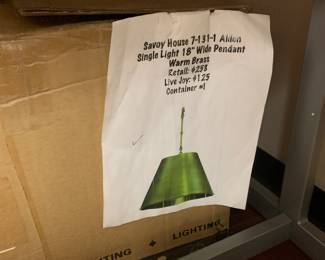 Savoy House 7-131-1 Alden
Single Light 18" Wide Pendant
Warm Brass
Retail: $258
Live Joy: $125
Container #1
LIGHTING + LIGHTING